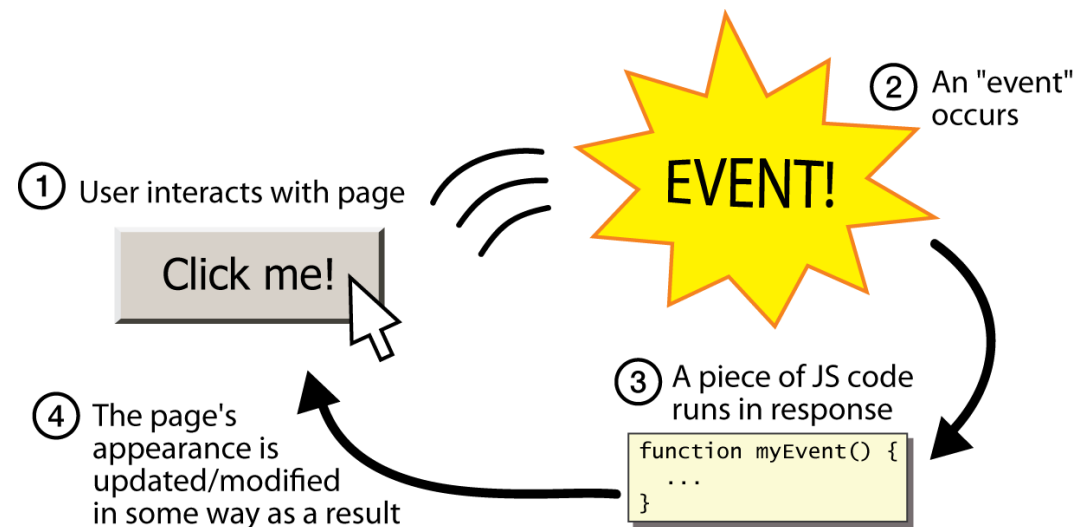 1 User interacts with page
Click me!
EVENT!
2 An "event"
occurs
3 A piece of JS code
runs in response
function myEvent() {
...
}
4 The page's
appearance is
updated/modified
in some way as a result